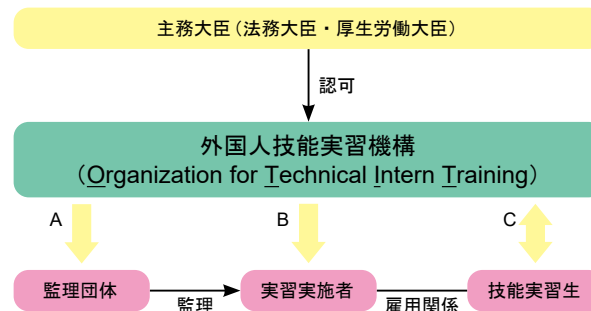 主務大臣(法務大臣・厚生労働大臣)
認可
外国人技能実習機構
(Organization for Technical Intern Training)
A
B
C
監理団体
監理
実習実施者
雇用関係
技能実習生